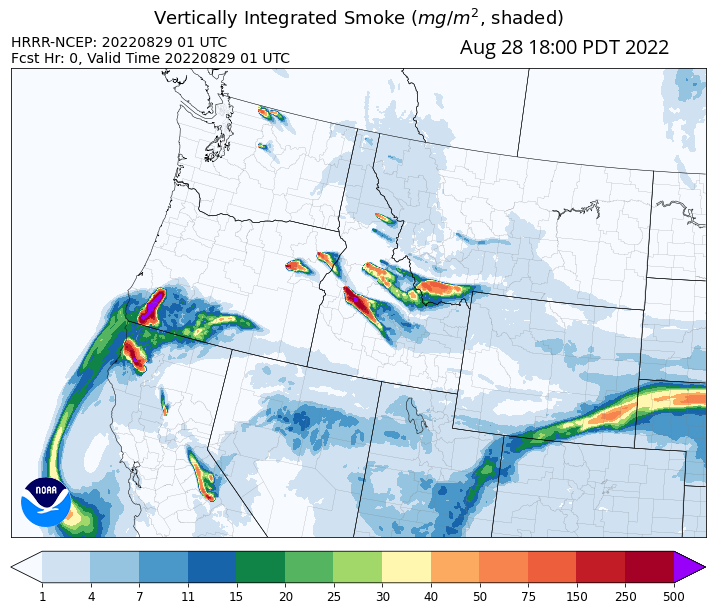 Vertically Integrated Smoke (mg/m², shaded)
HRRR-NCEP: 20220829 01 UTC
Fcst Hr: 0, Valid Time 20220829 01 UTC
Aug 28 18:00 PDT 2022
NOAA
1 4 7 11 15 20 25 30 40 50 75 150 250 500